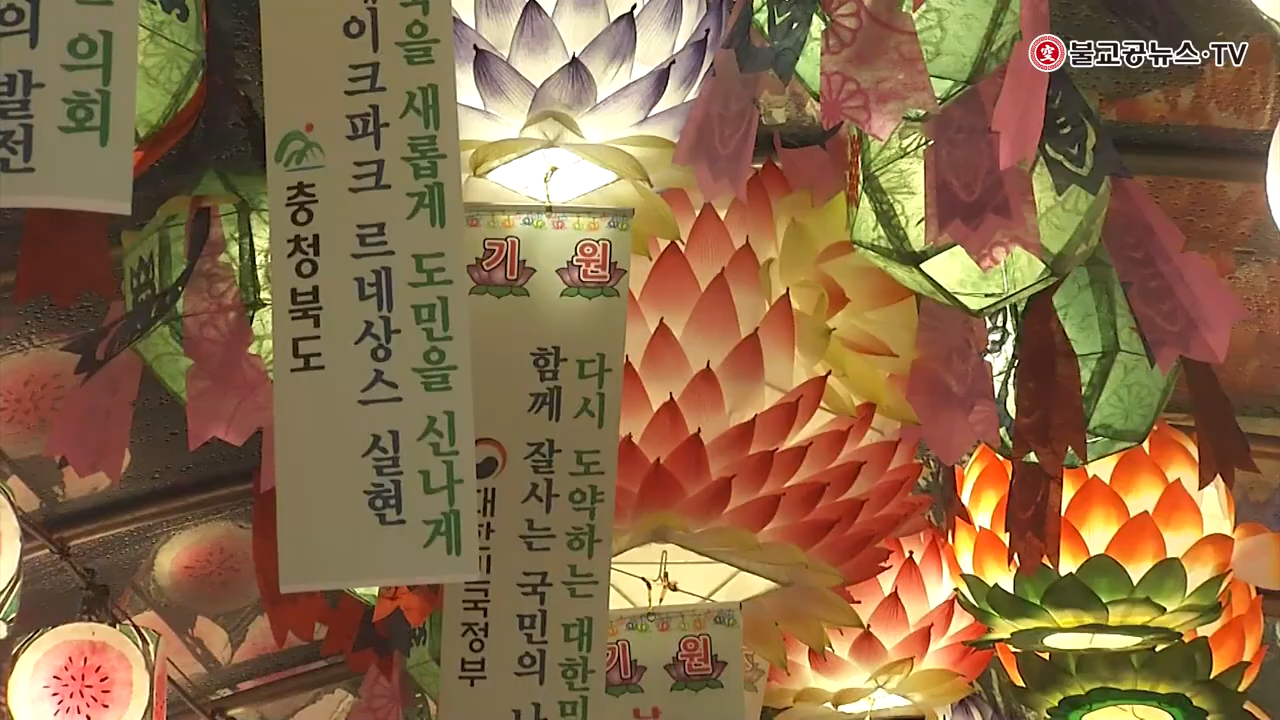 空 불교공뉴스·TV
의회
의 발전
을 새롭게 도민을 신나게
이크파크 르네상스 실현
충청북도
기 원
다시 도약하는 대한민
함께 잘사는 국민의 나
대한민국정부
기 원